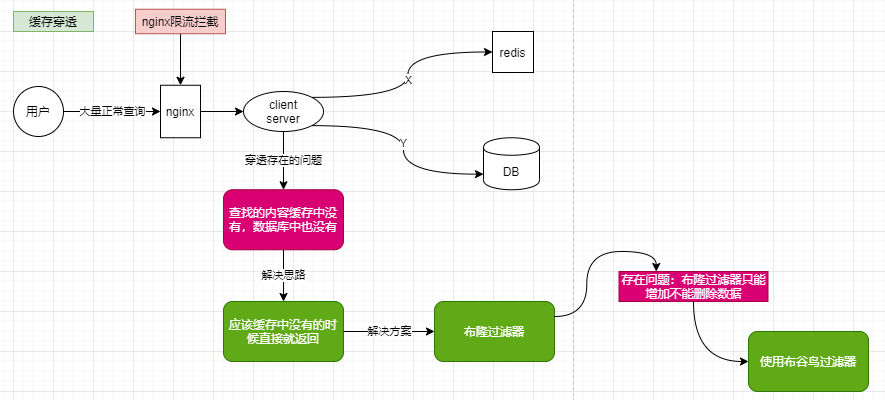 缓存穿透
nginx限流拦截
redis
用户
大量正常查询
nginx
client
server
X
Y
DB
穿透存在的问题
查找的内容缓存中没
有，数据库中也没有
解决思路
存在问题：布隆过滤器只能
增加不能删除数据
应该缓存中没有的时
候直接就返回
解决方案
布隆过滤器
使用布谷鸟过滤器